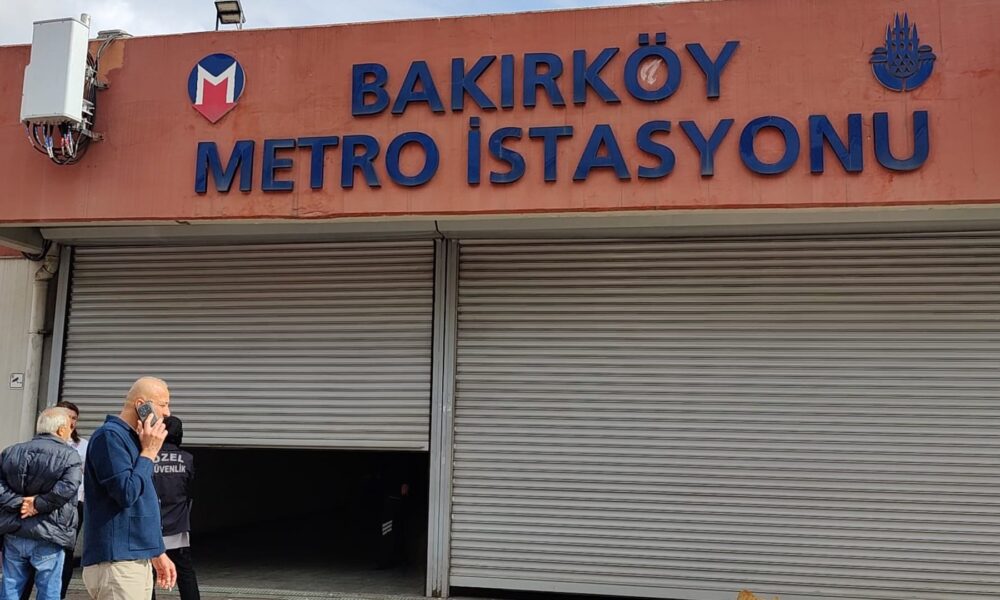 M
BAKIRKÖY
METRO İSTASYONU
ÖZEL
GÜVENLİK